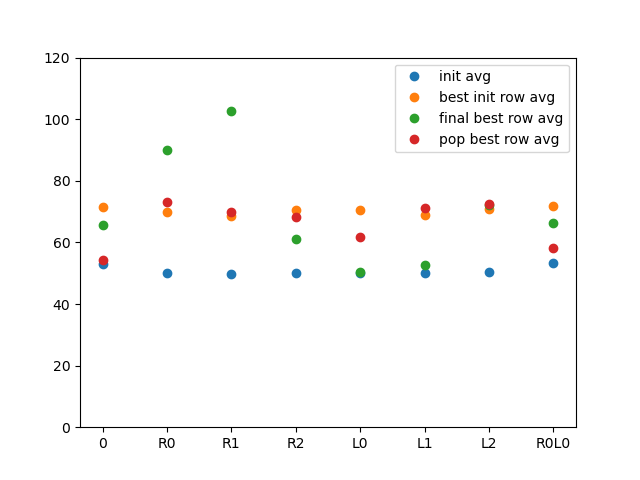 120
100
80
60
40
20
0
init avg
best init row avg
final best row avg
pop best row avg
0 R0 R1 R2 L0 L1 L2 R0L0